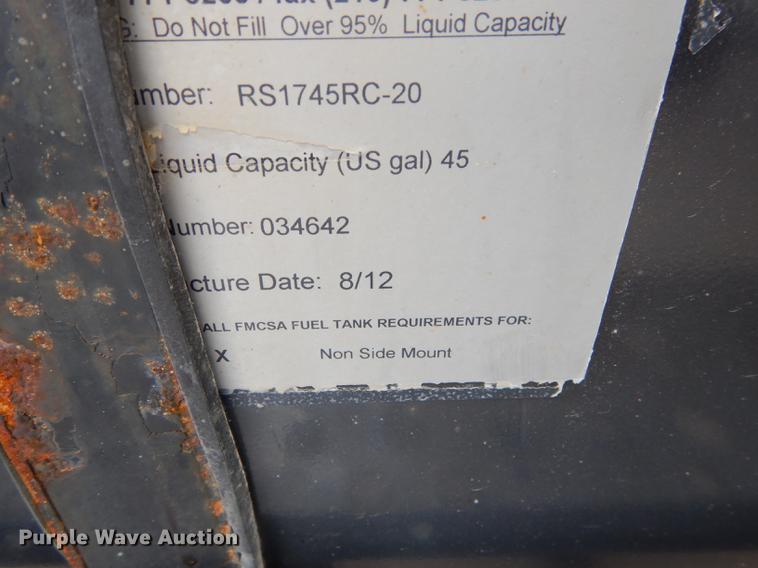 : Do Not Fill Over 95% Liquid Capacity
mber: RS1745RC-20
iquid Capacity (US gal) 45
Number: 034642
cture Date: 8/12
ALL FMCSA FUEL TANK REQUIREMENTS FOR:
X Non Side Mount
Purple Wave Auction